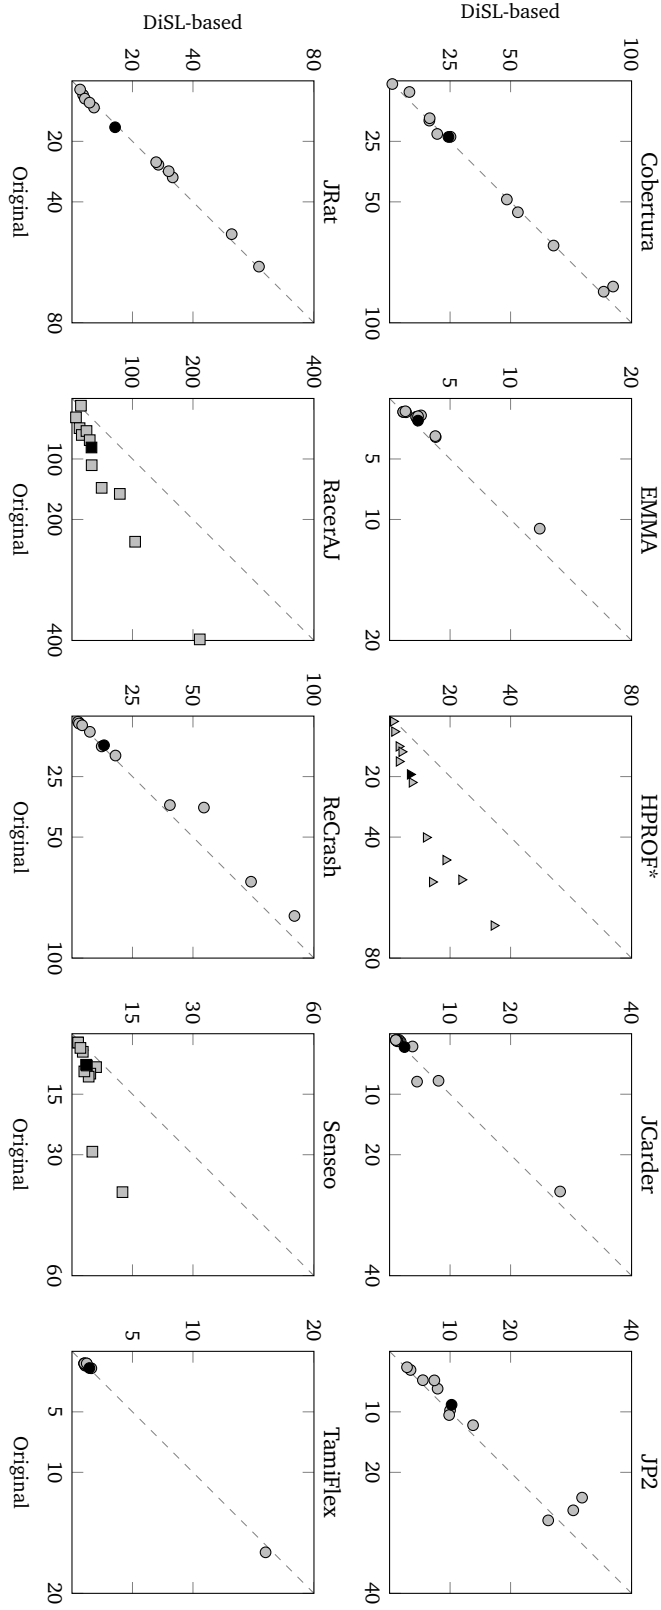 Cobertura
DiSL-based
100
50
25
25 50 100
EMMA
20
10
5
5 10 20
HPROF*
80
40
20
20 40 80
JCarder
40
20
10
10 20 40
JP2
40
20
10
10 20 40
JRat
DiSL-based
80
40
20
20 40 80
Original
RacerAJ
400
200
100
100 200 400
Original
ReCrash
100
50
25
25 50 100
Original
Senseo
60
30
15
15 30 60
Original
TamiFlex
20
10
5
5 10 20
Original